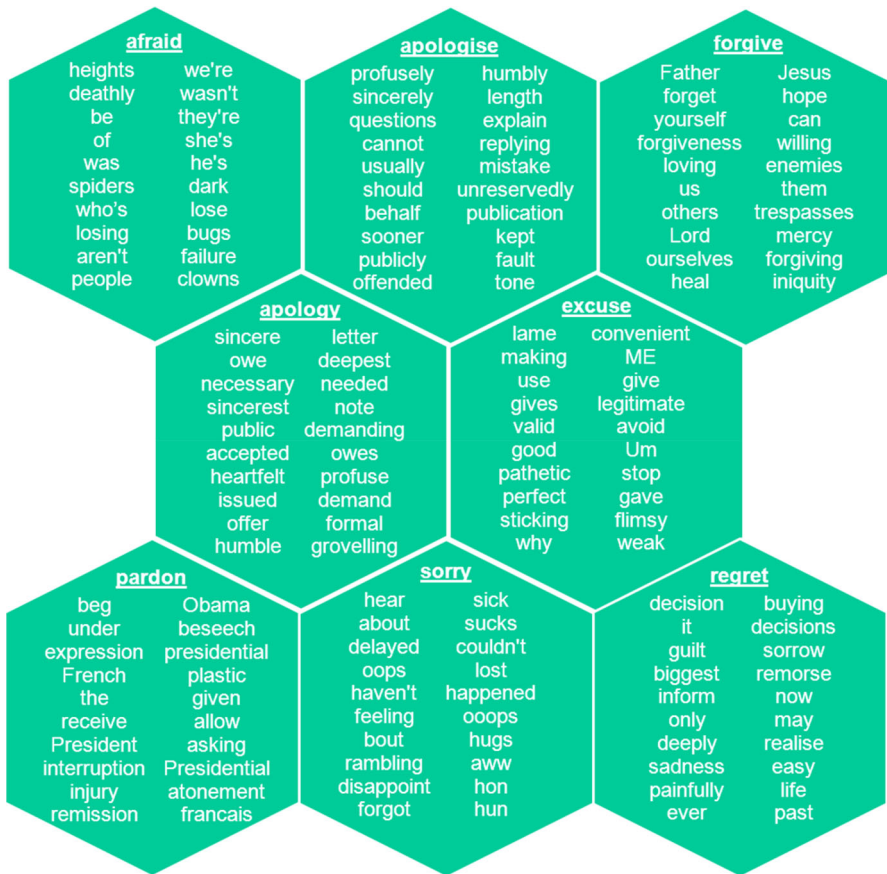 afraid
heights we're
deathly wasn't
be they're
of she's
was he's
spiders dark
who's lose
losing bugs
aren't failure
people clowns
apologise
profusely humbly
sincerely length
questions explain
cannot replying
usually mistake
should unreservedly
behalf publication
sooner kept
publicly fault
offended tone
forgive
Father Jesus
forget hope
yourself can
forgiveness willing
loving enemies
us them
others trespasses
Lord mercy
ourselves forgiving
heal iniquity
apology
sincere letter
owe deepest
necessary needed
sincerest note
public demanding
accepted owes
heartfelt profuse
issued demand
offer formal
humble grovelling
excuse
lame convenient
making ME
use give
gives legitimate
valid avoid
good Um
pathetic stop
perfect gave
sticking flimsy
why weak
pardon
beg Obama
under beseech
expression presidential
French plastic
the given
receive allow
President asking
interruption Presidential
injury atonement
remission francais
sorry
hear sick
about sucks
delayed couldn't
oops lost
haven't happened
feeling ooops
bout hugs
rambling aww
disappoint hon
forgot hun
regret
decision buying
it decisions
guilt sorrow
biggest remorse
inform now
only may
deeply realise
sadness easy
painfully life
ever past